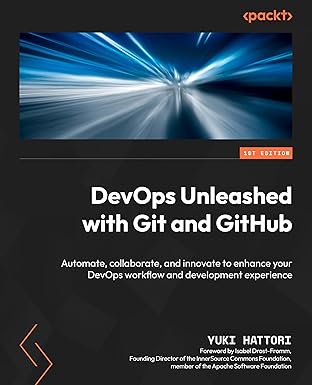 <packt>
1ST EDITION
DevOps Unleashed
with Git and GitHub
Automate, collaborate, and innovate to enhance your
DevOps workflow and development experience
YUKI HATTORI
Foreword by Isabel Drost-Fromm,
Founding Director of the InnerSource Commons Foundation,
member of the Apache Software Foundation